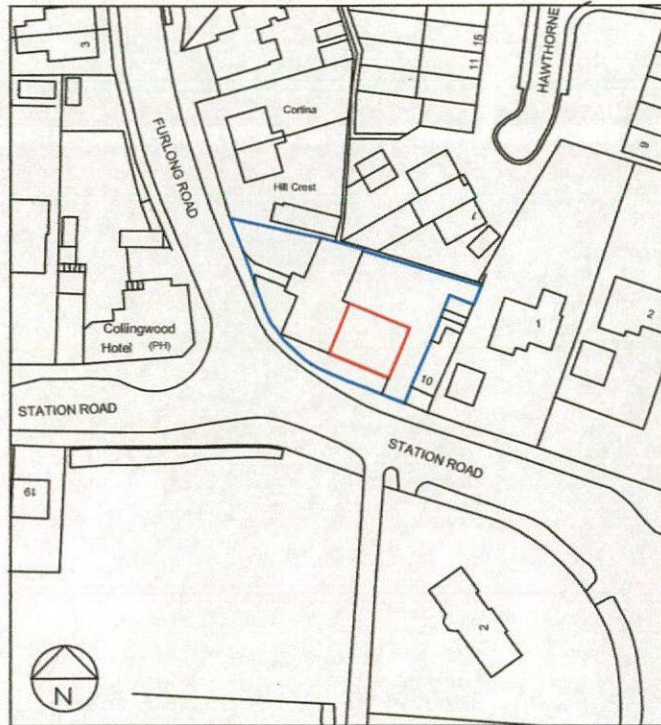 3
11 15
HAWTHORNE
Cortina
FURLONG ROAD
9
Hill Crest
1
Collingwood
Hotel (PH)
1
2
10
STATION ROAD
STATION ROAD
19
2
N